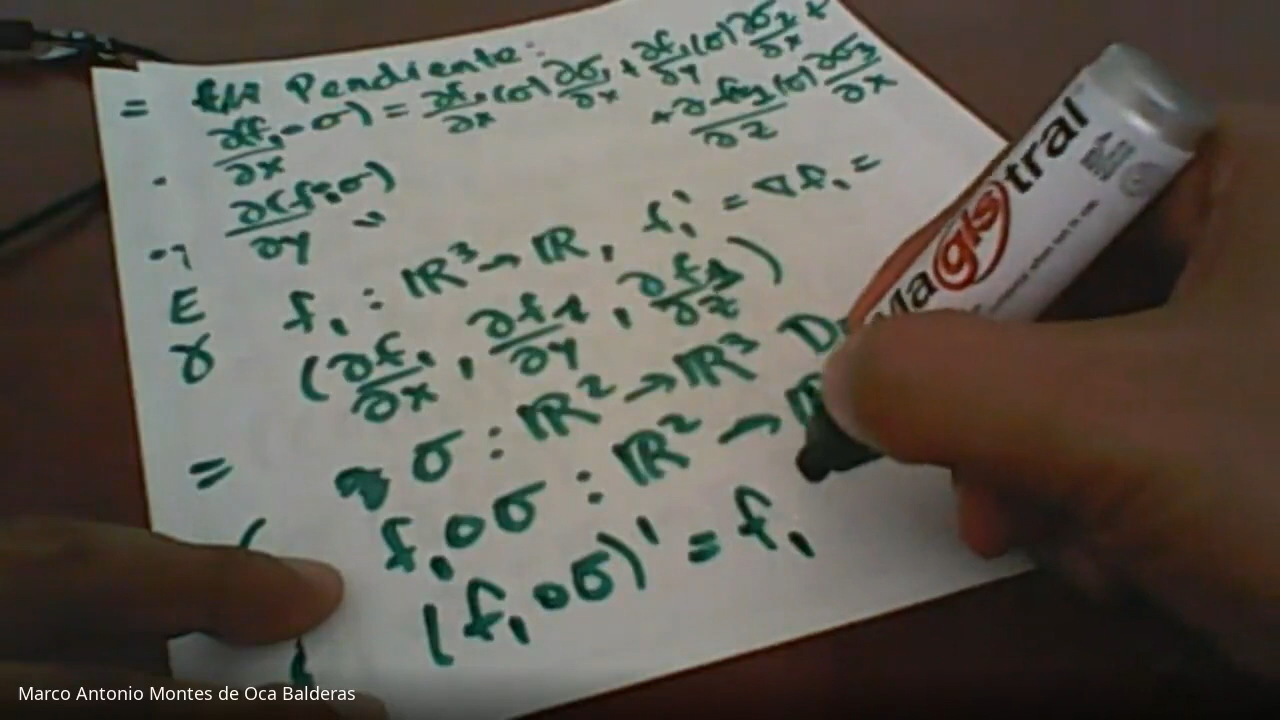 = Pendiente:
∂(f₁∘σ)/∂x = ∂f₁/∂x (σ) ∂σ₁/∂x + ∂f₁/∂y (σ) ∂σ₂/∂x +
+ ∂f₁/∂z (σ) ∂σ₃/∂x
∂(f₁∘σ)/∂y "
f₁ : ℝ³ → ℝ, f₁' = ∇f₁ =
(∂f₁/∂x, ∂f₁/∂y, ∂f₁/∂z)
σ : ℝ² → ℝ³
f₁∘σ : ℝ² →
(f₁∘σ)' = f₁
Magistral
Marco Antonio Montes de Oca Balderas